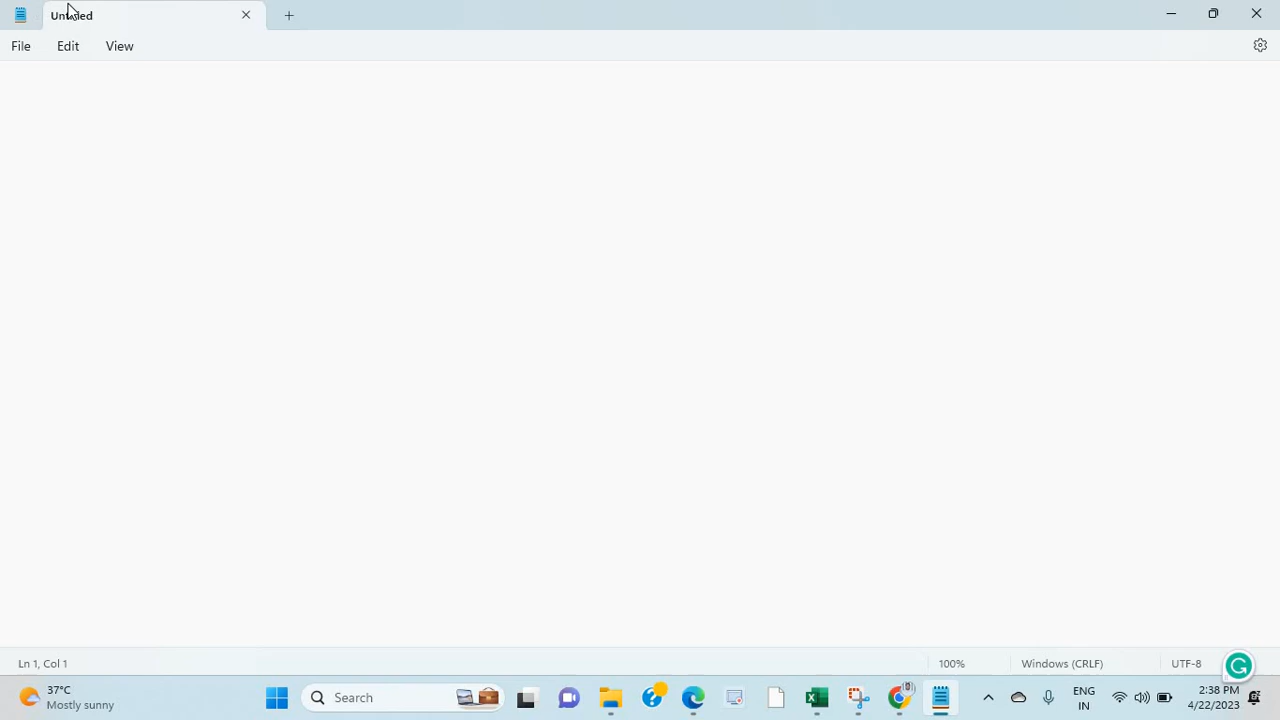 Untitled
File Edit View
Ln 1, Col 1 100% Windows (CRLF) UTF-8
37°C
Mostly sunny
Search
ENG
IN
2:38 PM
4/22/2023